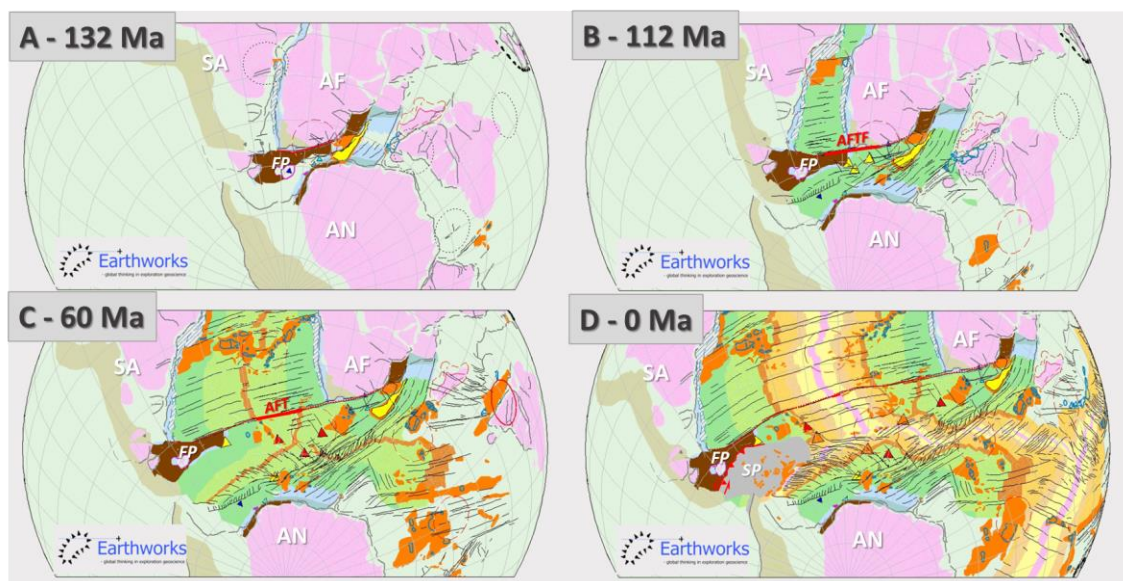 A - 132 Ma
SA
AF
FP
AN
Earthworks
- global thinking in exploration geoscience
B - 112 Ma
SA
AF
AFTF
FP
AN
Earthworks
- global thinking in exploration geoscience
C - 60 Ma
SA
AF
AFT
FP
AN
Earthworks
- global thinking in exploration geoscience
D - 0 Ma
SA
AF
FP
SP
AN
Earthworks
- global thinking in exploration geoscience